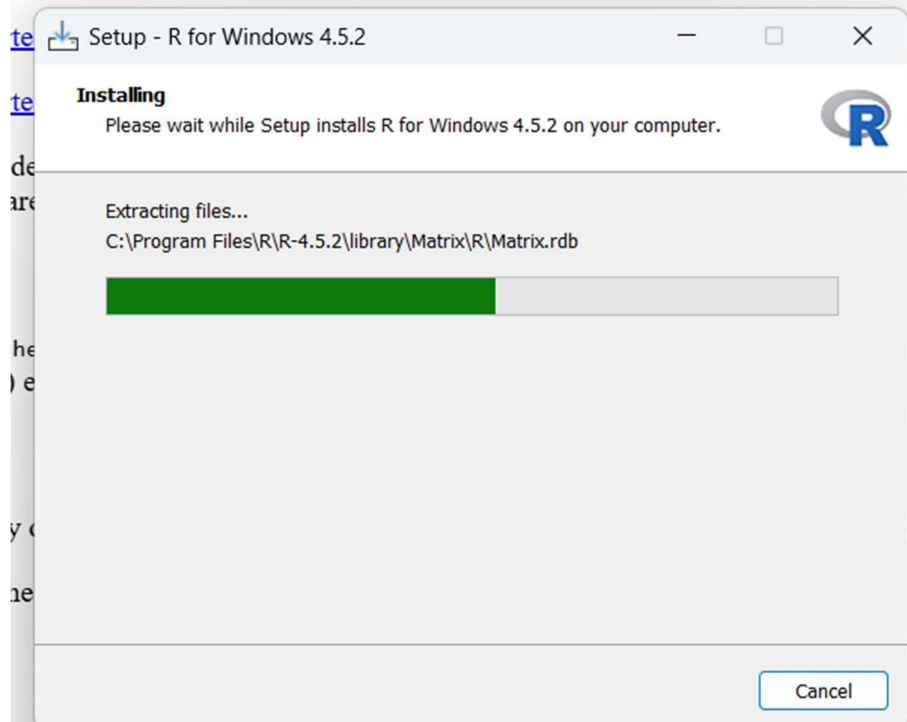 Setup - R for Windows 4.5.2
Installing
Please wait while Setup installs R for Windows 4.5.2 on your computer.
R
Extracting files...
C:\Program Files\R\R-4.5.2\library\Matrix\R\Matrix.rdb
Cancel